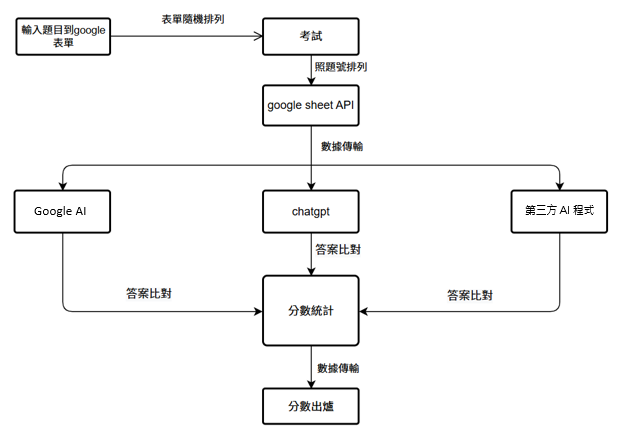 表單隨機排列
輸入題目到google
表單
考試
照題號排列
google sheet API
數據傳輸
Google AI
chatgpt
第三方 AI 程式
答案比對
答案比對
答案比對
分數統計
數據傳輸
分數出爐